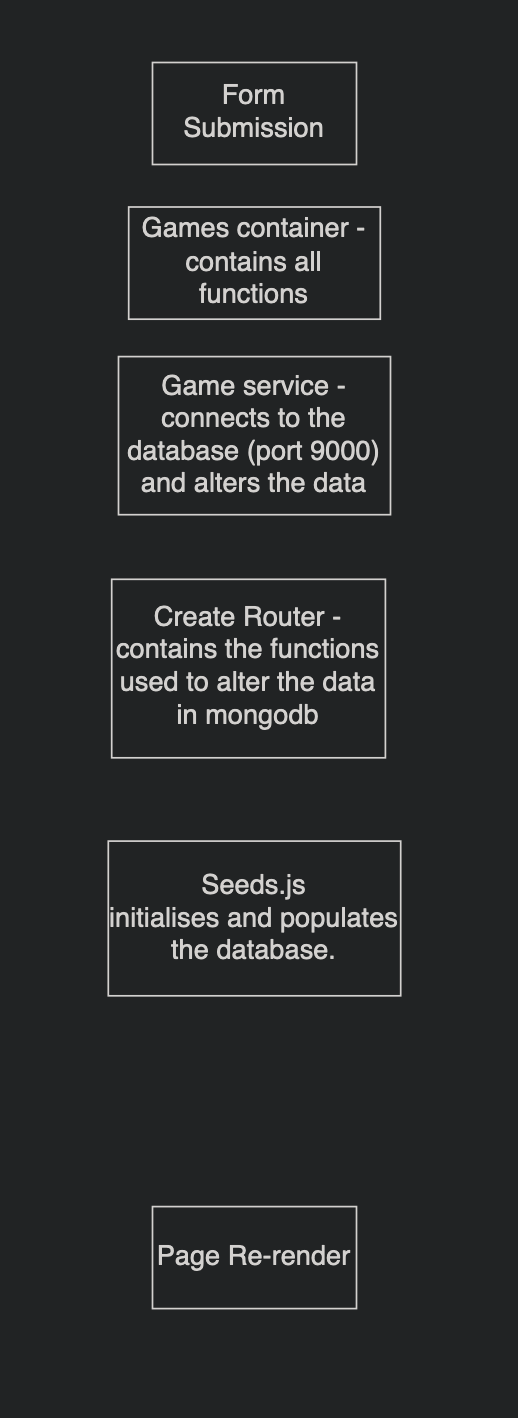 Form
Submission
Games container -
contains all
functions
Game service -
connects to the
database (port 9000)
and alters the data
Create Router -
contains the functions
used to alter the data
in mongodb
Seeds.js
initialises and populates
the database.
Page Re-render